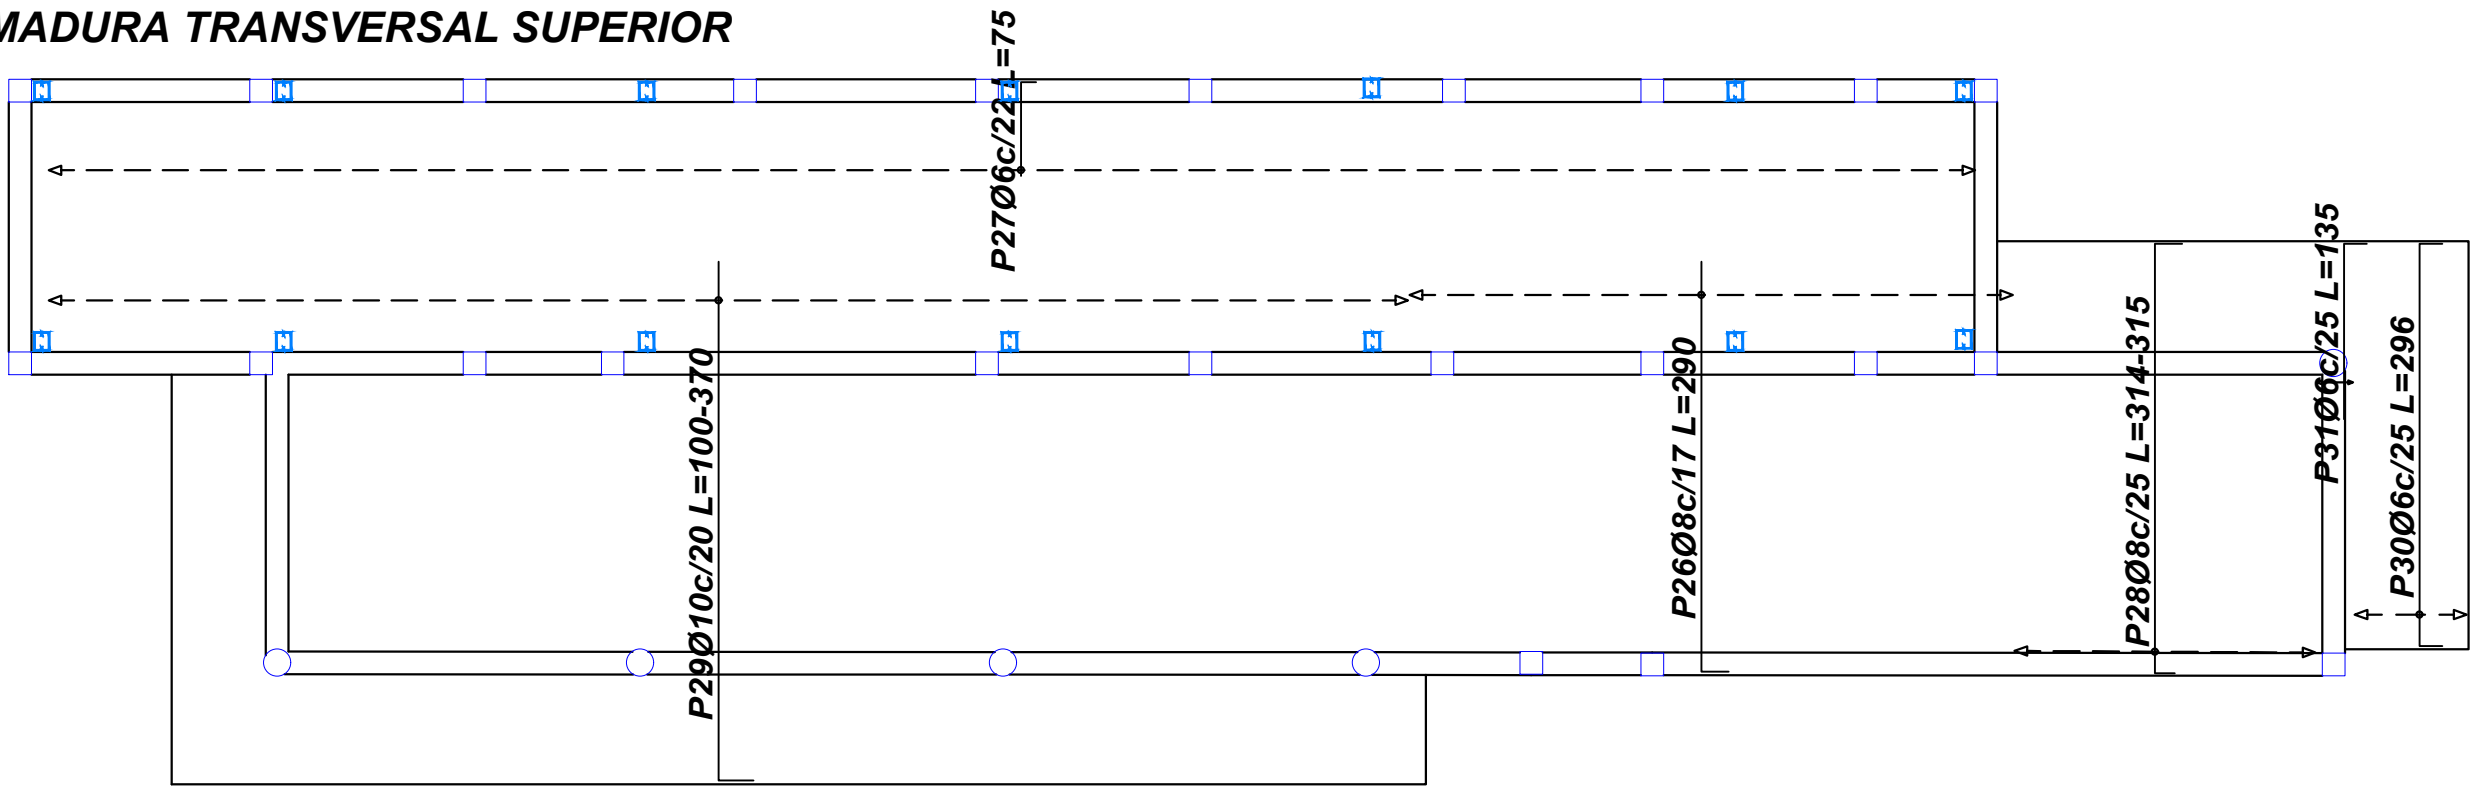 MADURA TRANSVERSAL SUPERIOR
P27Ø6c/22 L=75
P29Ø10c/20 L=100-370
P26Ø8c/17 L=290
P28Ø8c/25 L=314-315
P31Ø6c/25 L=135
P30Ø6c/25 L=296